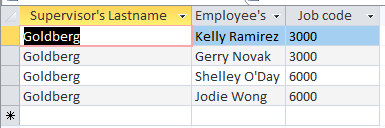 Supervisor's Lastname Employee's Job code
Goldberg Kelly Ramirez 3000
Goldberg Gerry Novak 3000
Goldberg Shelley O'Day 6000
Goldberg Jodie Wong 6000